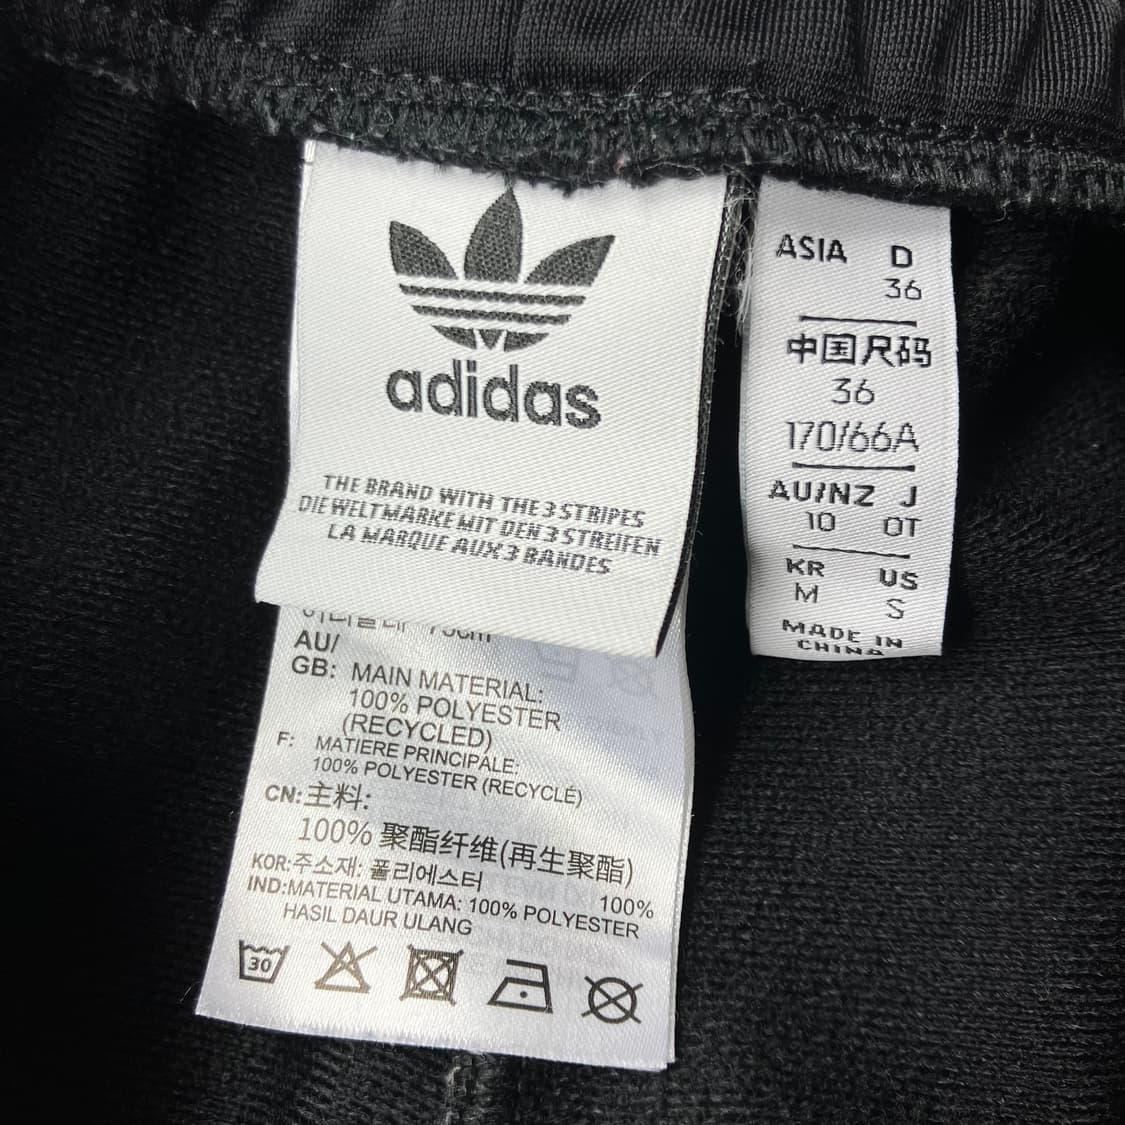 adidas
THE BRAND WITH THE 3 STRIPES
DIE WELTMARKE MIT DEN 3 STREIFEN
LA MARQUE AUX 3 BANDES
AU/
GB: MAIN MATERIAL:
100% POLYESTER
(RECYCLED)
F: MATIERE PRINCIPALE:
100% POLYESTER (RECYCLÉ)
CN:主料:
100% 聚酯纤维(再生聚酯)
KOR:주소재: 폴리에스터
100%
IND:MATERIAL UTAMA: 100% POLYESTER
HASIL DAUR ULANG
30
ASIA D
36
中国尺码
36
170/66A
AU/NZ J
10 OT
KR US
M S
MADE IN
CHINA